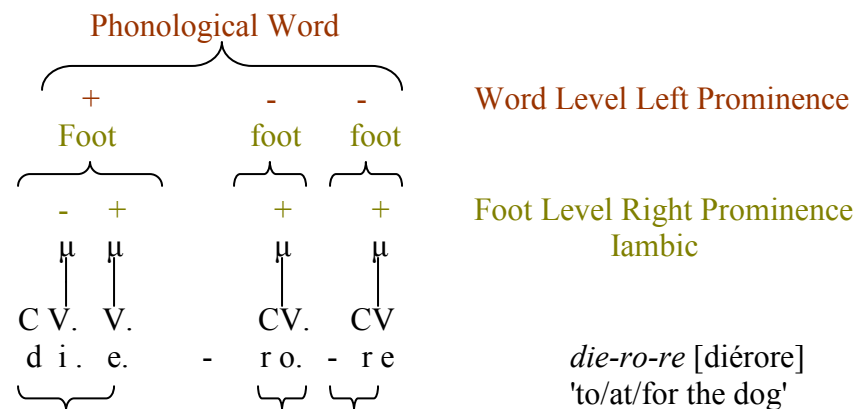 Phonological Word
+ - - Word Level Left Prominence
Foot foot foot
- + + + Foot Level Right Prominence
μ μ μ μ Iambic
C V. V. CV. CV
d i . e. - r o. - r e die-ro-re [diérore]
'to/at/for the dog'